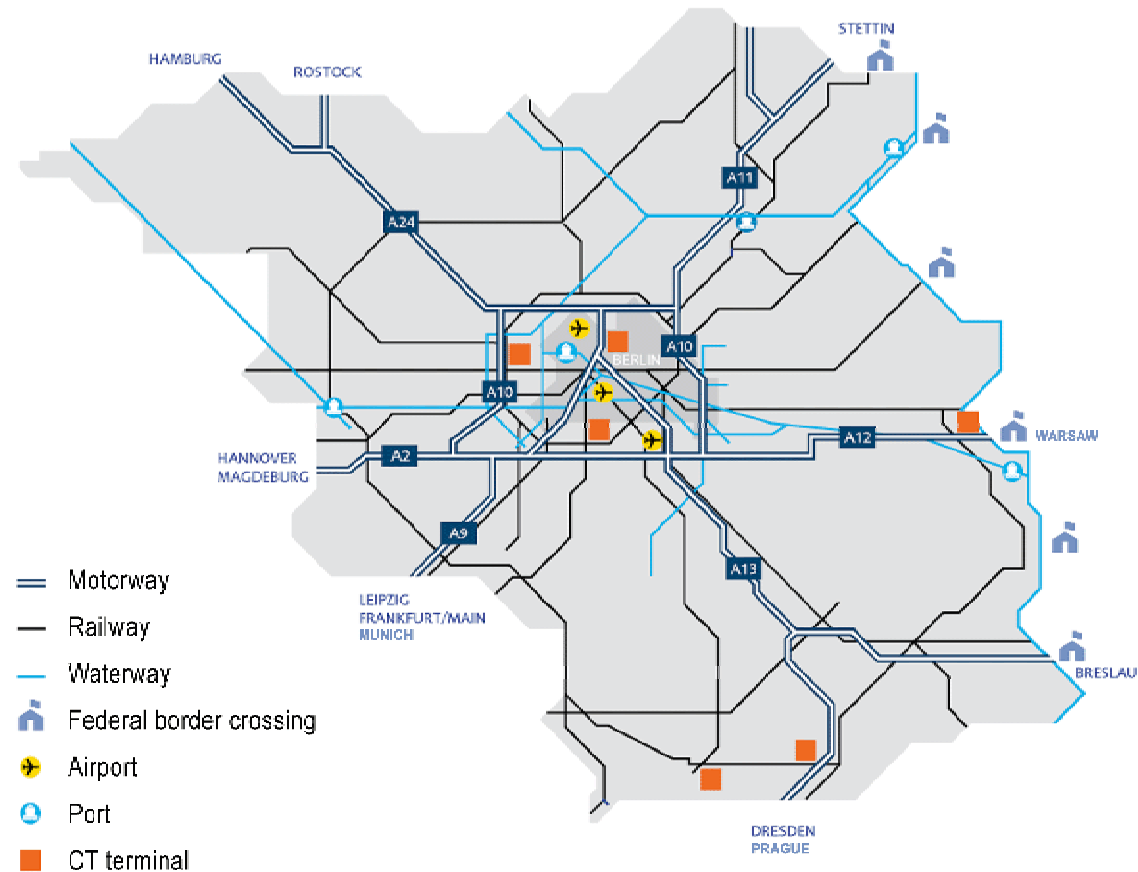 STETTIN
HAMBURG
ROSTOCK
A11
A24
BERLIN
A10
A10
A12
WARSAW
A2
HANNOVER
MAGDEBURG
A9
A13
LEIPZIG
FRANKFURT/MAIN
MUNICH
BRESLAU
DRESDEN
PRAGUE
Motorway
Railway
Waterway
Federal border crossing
Airport
Port
CT terminal